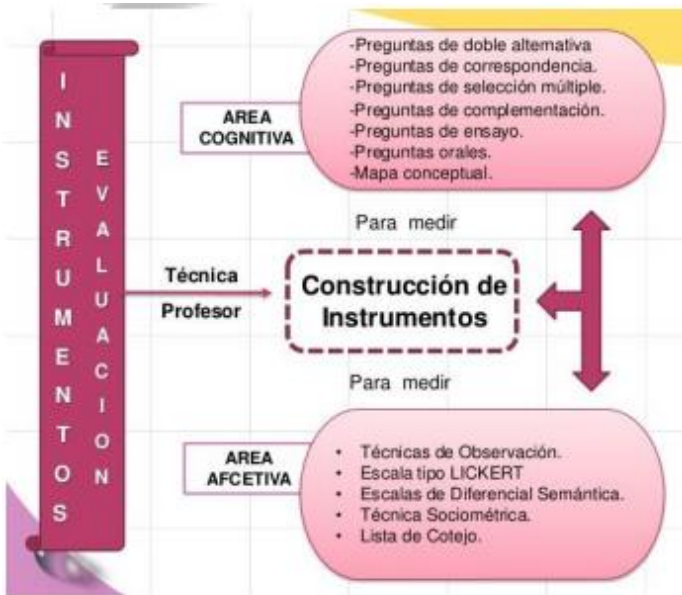 INSTRUMENTOS
EVALUACION
AREA
COGNITIVA
-Preguntas de doble alternativa
-Preguntas de correspondencia.
-Preguntas de selección múltiple.
-Preguntas de complementación.
-Preguntas de ensayo.
-Preguntas orales.
-Mapa conceptual.
Para medir
Técnica
Profesor
Construcción de
Instrumentos
Para medir
AREA
AFCETIVA
• Técnicas de Observación.
• Escala tipo LICKERT
• Escalas de Diferencial Semántica.
• Técnica Sociométrica.
• Lista de Cotejo.